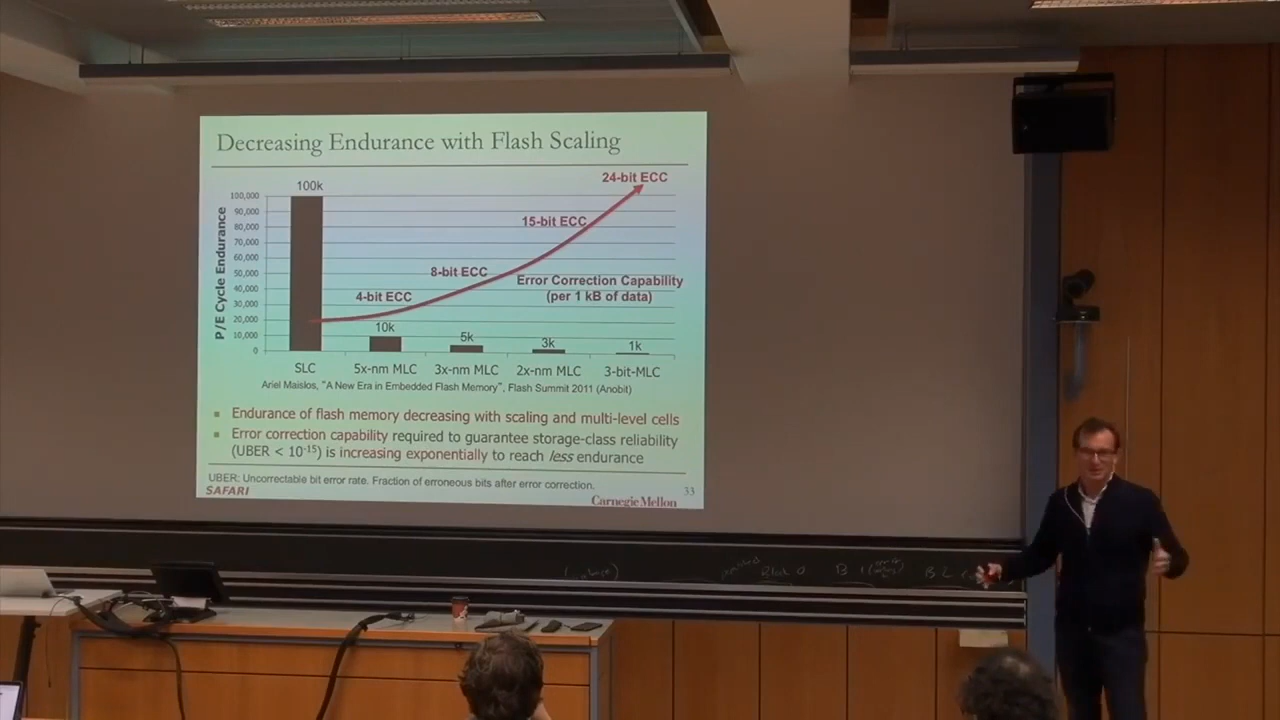 Decreasing Endurance with Flash Scaling
100k
24-bit ECC
15-bit ECC
8-bit ECC
Error Correction Capability
(per 1 kB of data)
4-bit ECC
P/E Cycle Endurance
100,000
90,000
80,000
70,000
60,000
50,000
40,000
30,000
20,000
10,000
0
10k
5k
3k
1k
SLC 5x-nm MLC 3x-nm MLC 2x-nm MLC 3-bit-MLC
Ariel Maislos, "A New Era in Embedded Flash Memory", Flash Summit 2011 (Anobit)
▪ Endurance of flash memory decreasing with scaling and multi-level cells
▪ Error correction capability required to guarantee storage-class reliability
(UBER < 10⁻¹⁵) is increasing exponentially to reach less endurance
UBER: Uncorrectable bit error rate. Fraction of erroneous bits after error correction.
SAFARI
Carnegie Mellon
33
Block 0